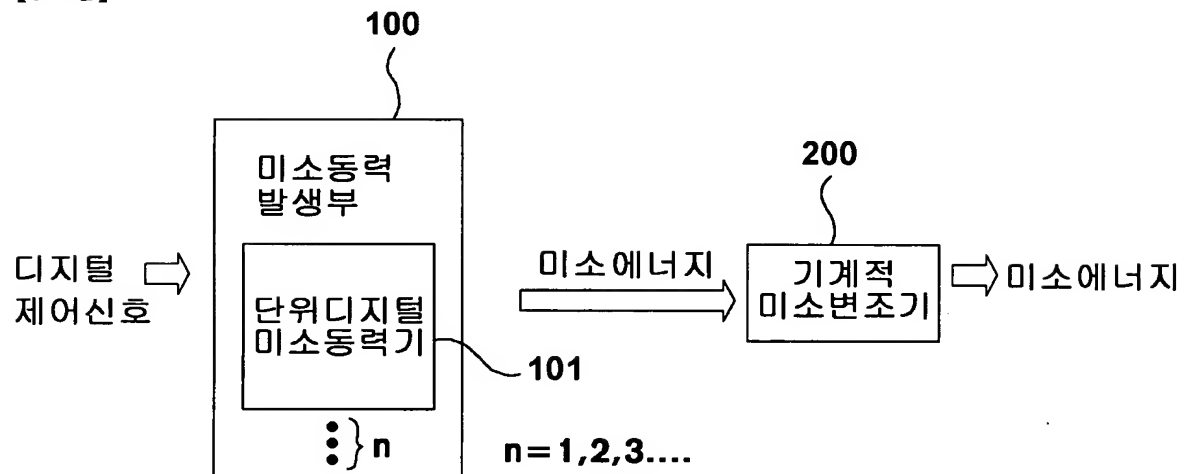 100
미소동력
발생부
200
디지털
제어신호
단위디지털
미소동력기
미소에너지
기계적
미소변조기
미소에너지
101
n
n=1,2,3....